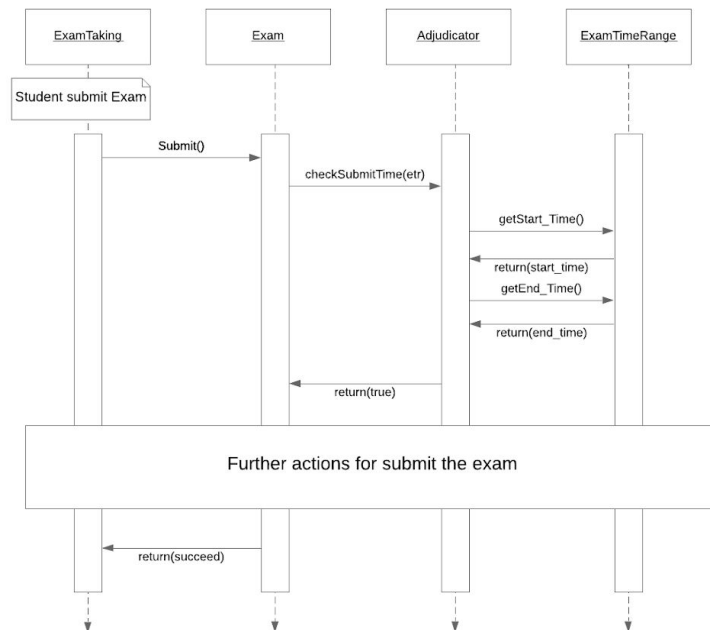 ExamTaking
Exam
Adjudicator
ExamTimeRange
Student submit Exam
Submit()
checkSubmitTime(etr)
getStart_Time()
return(start_time)
getEnd_Time()
return(end_time)
return(true)
Further actions for submit the exam
return(succeed)